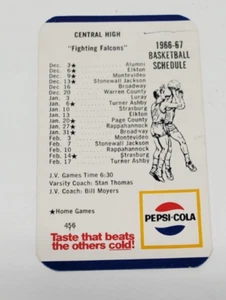 CENTRAL HIGH
"Fighting Falcons"
1966-67
BASKETBALL
SCHEDULE
Dec. 2★ Alumni
Dec. 6★ Elkton
Dec. 9★ Montevideo
Dec. 13★ Stonewall Jackson
Dec. 16 Broadway
Dec. 20 Warren County
Jan. 3 Luray
Jan. 6★ Turner Ashby
Jan. 10 Strasburg
Jan. 13 Elkton
Jan. 20★ Page County
Jan. 27★ Rappahannock
Jan. 31★ Broadway
Feb. 3 Montevideo
Feb. 7 Stonewall Jackson
Feb. 10 Rappahannock
Feb. 14★ Strasburg
Feb. 17 Turner Ashby
J.V. Games Time 6:30
Varsity Coach: Stan Thomas
J.V. Coach: Bill Moyers
★Home Games
456
PEPSI-COLA
Taste that beats
the others cold!